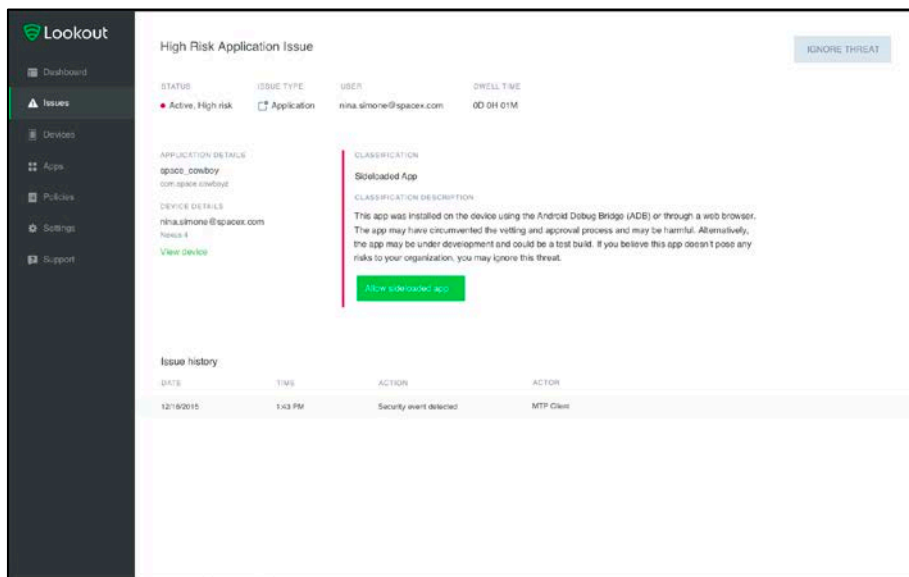 Lookout
Dashboard
Issues
Devices
Apps
Policies
Settings
Support
High Risk Application Issue
IGNORE THREAT
STATUS ISSUE TYPE USER DWELL TIME
Active, High risk Application nina.simone@spacex.com 0D 0H 01M
APPLICATION DETAILS
space_cowboy
com.space.cowboyz
DEVICE DETAILS
nina.simone@spacex.com
Nexus 4
View device
CLASSIFICATION
Sideloaded App
CLASSIFICATION DESCRIPTION
This app was installed on the device using the Android Debug Bridge (ADB) or through a web browser.
The app may have circumvented the vetting and approval process and may be harmful. Alternatively,
the app may be under development and could be a test build. If you believe this app doesn't pose any
risks to your organization, you may ignore this threat.
Allow sideloaded app
Issue history
DATE TIME ACTION ACTOR
12/16/2015 1:43 PM Security event detected MTP Client